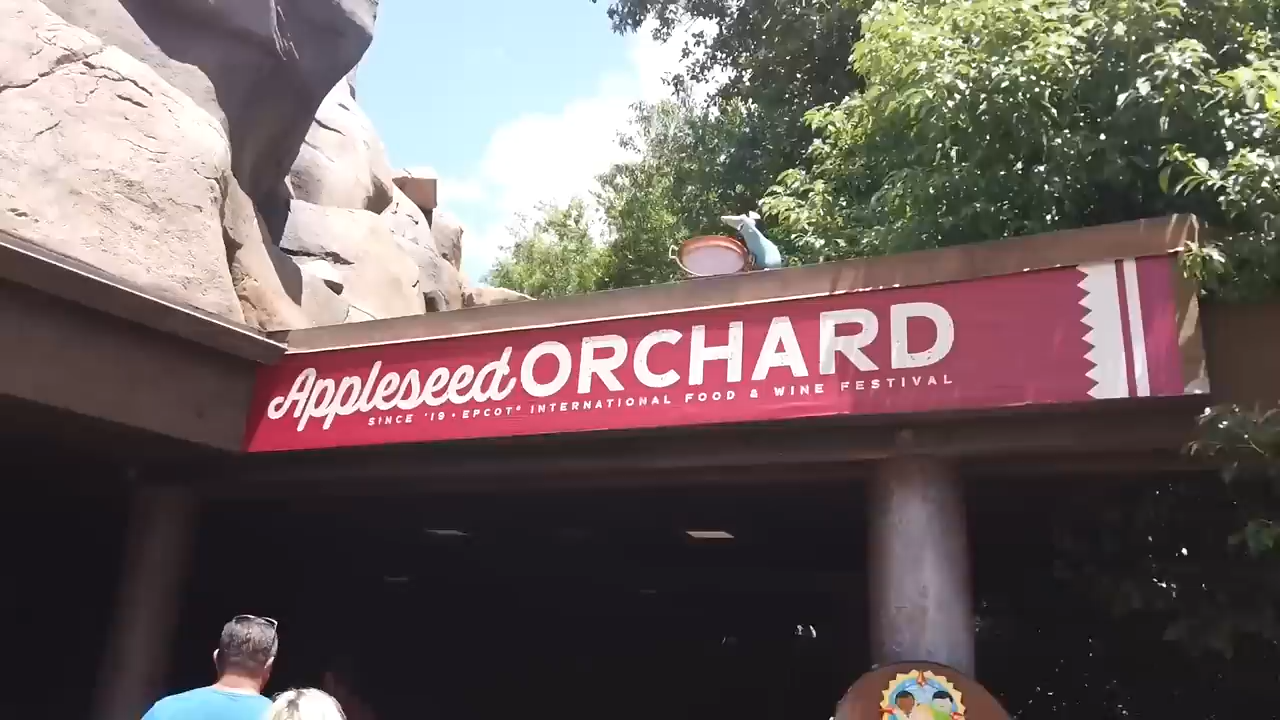 Appleseed ORCHARD
SINCE '19 • EPCOT® INTERNATIONAL FOOD & WINE FESTIVAL